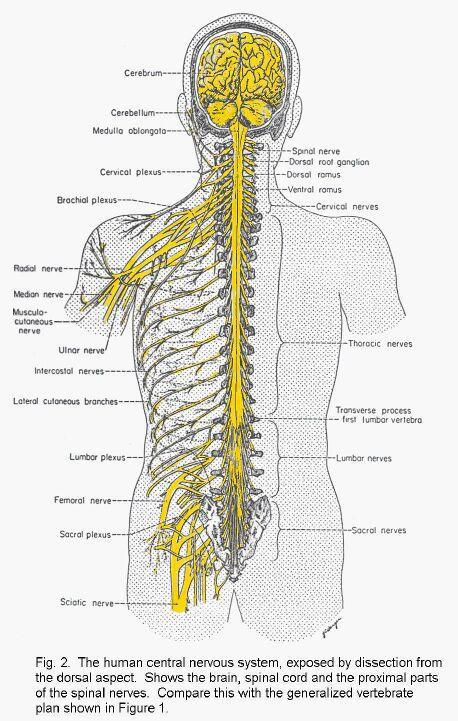 Cerebrum
Cerebellum
Medulla oblongata
Cervical plexus
Brachial plexus
Radial nerve
Median nerve
Musculo-
cutaneous
nerve
Ulnar nerve
Intercostal nerves
Lateral cutaneous branches
Lumbar plexus
Femoral nerve
Sacral plexus
Sciatic nerve
Spinal nerve
Dorsal root ganglion
Dorsal ramus
Ventral ramus
Cervical nerves
Thoracic nerves
Transverse process
first lumbar vertebra
Lumbar nerves
Sacral nerves
Fig. 2. The human central nervous system, exposed by dissection from
the dorsal aspect. Shows the brain, spinal cord and the proximal parts
of the spinal nerves. Compare this with the generalized vertebrate
plan shown in Figure 1.